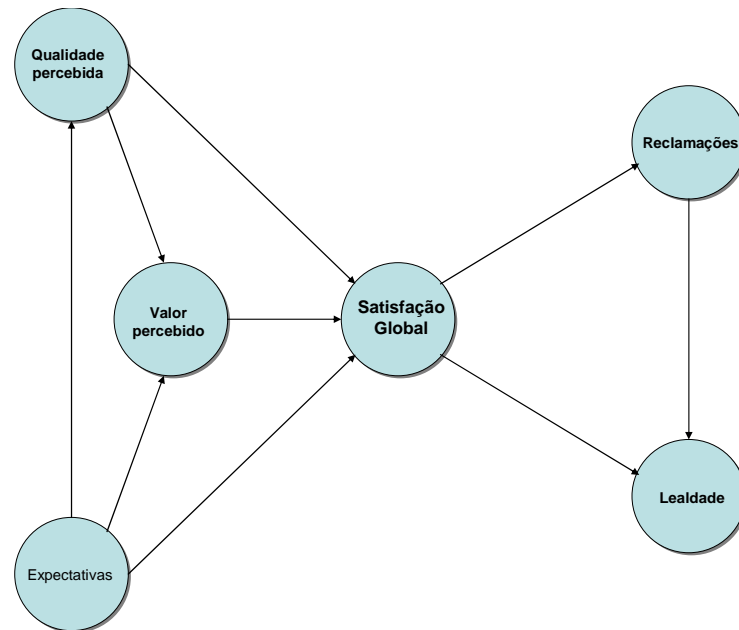 Qualidade
percebida
Reclamações
Valor
percebido
Satisfação
Global
Lealdade
Expectativas